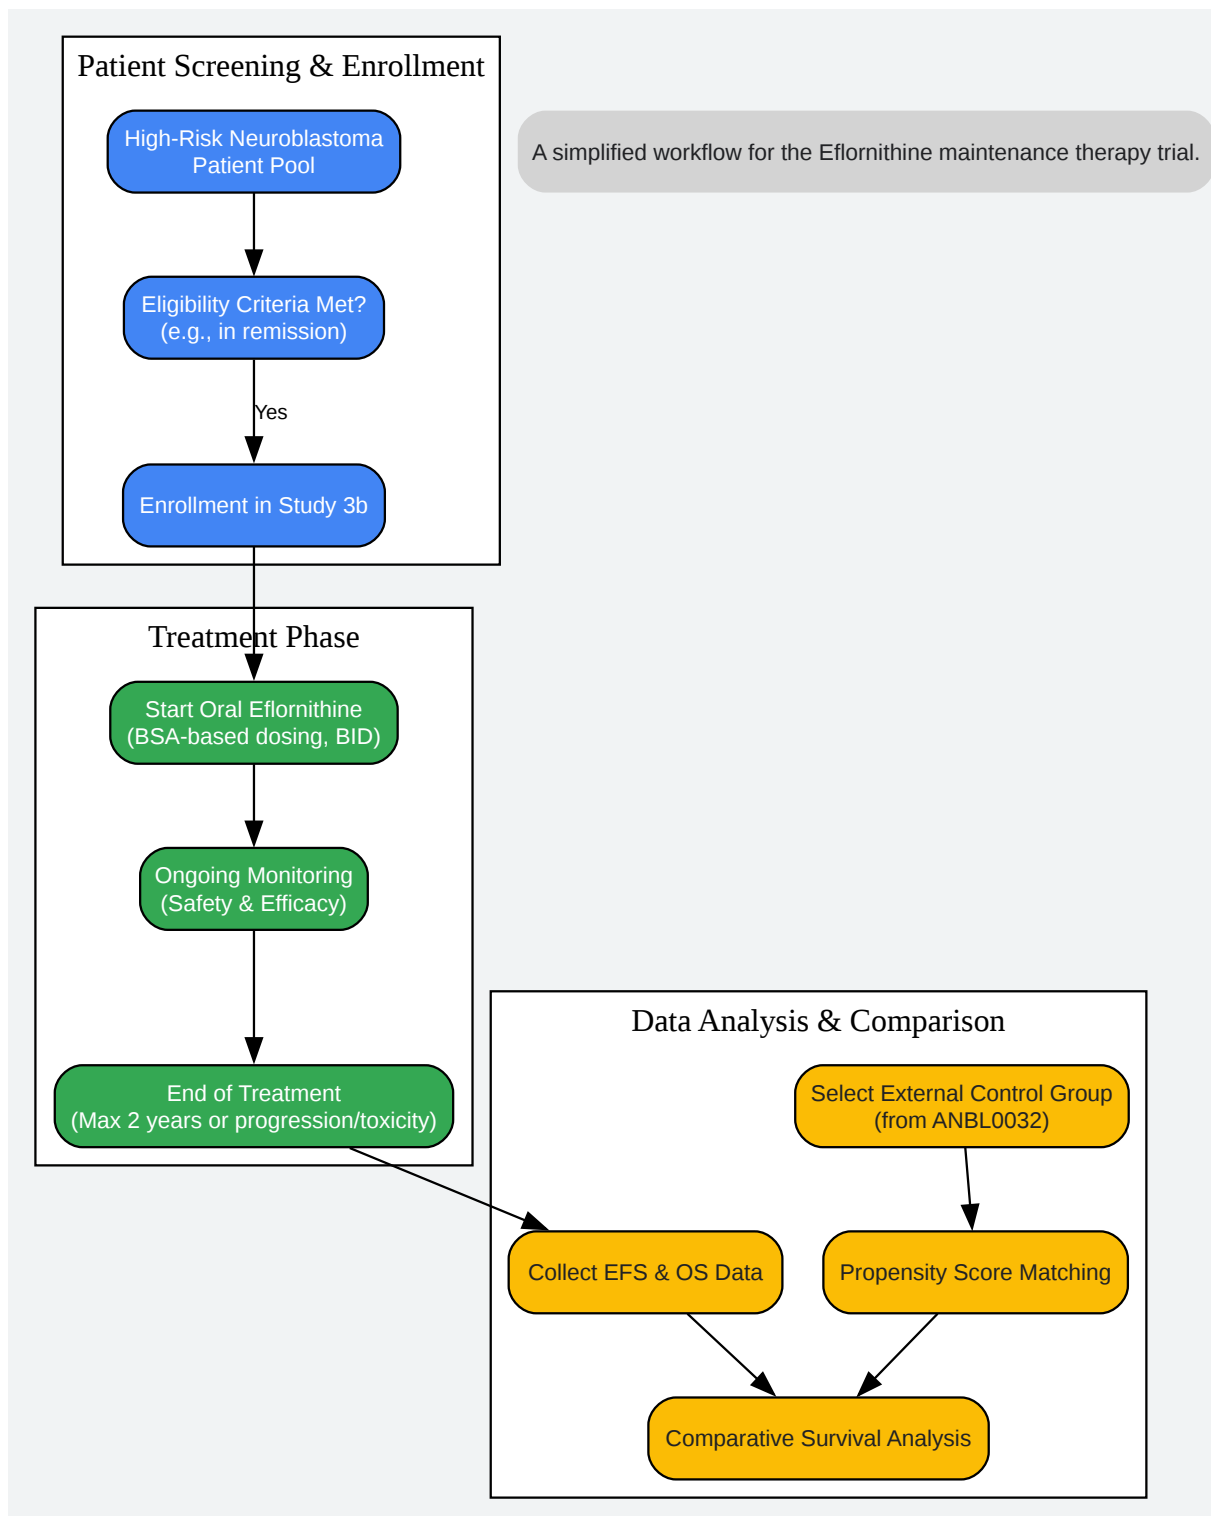 Patient Screening & Enrollment
High-Risk Neuroblastoma
Patient Pool
A simplified workflow for the Eflornithine maintenance therapy trial.
Eligibility Criteria Met?
(e.g., in remission)
Yes
Enrollment in Study 3b
Treatment Phase
Start Oral Eflornithine
(BSA-based dosing, BID)
Ongoing Monitoring
(Safety & Efficacy)
End of Treatment
(Max 2 years or progression/toxicity)
Data Analysis & Comparison
Select External Control Group
(from ANBL0032)
Collect EFS & OS Data
Propensity Score Matching
Comparative Survival Analysis